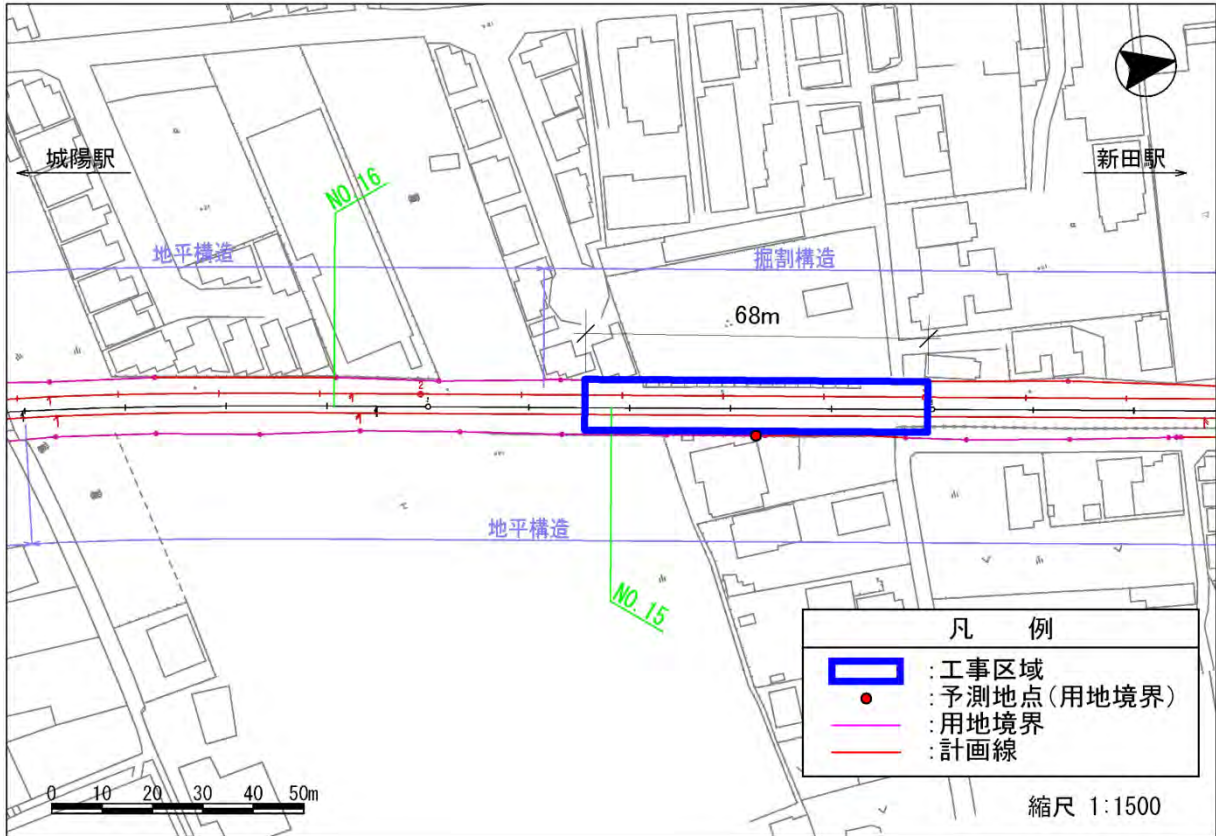 城陽駅
新田駅
NO.16
地平構造
掘割構造
68m
地平構造
NO.15
凡 例
:工事区域
:予測地点(用地境界)
:用地境界
:計画線
0 10 20 30 40 50m
縮尺 1:1500